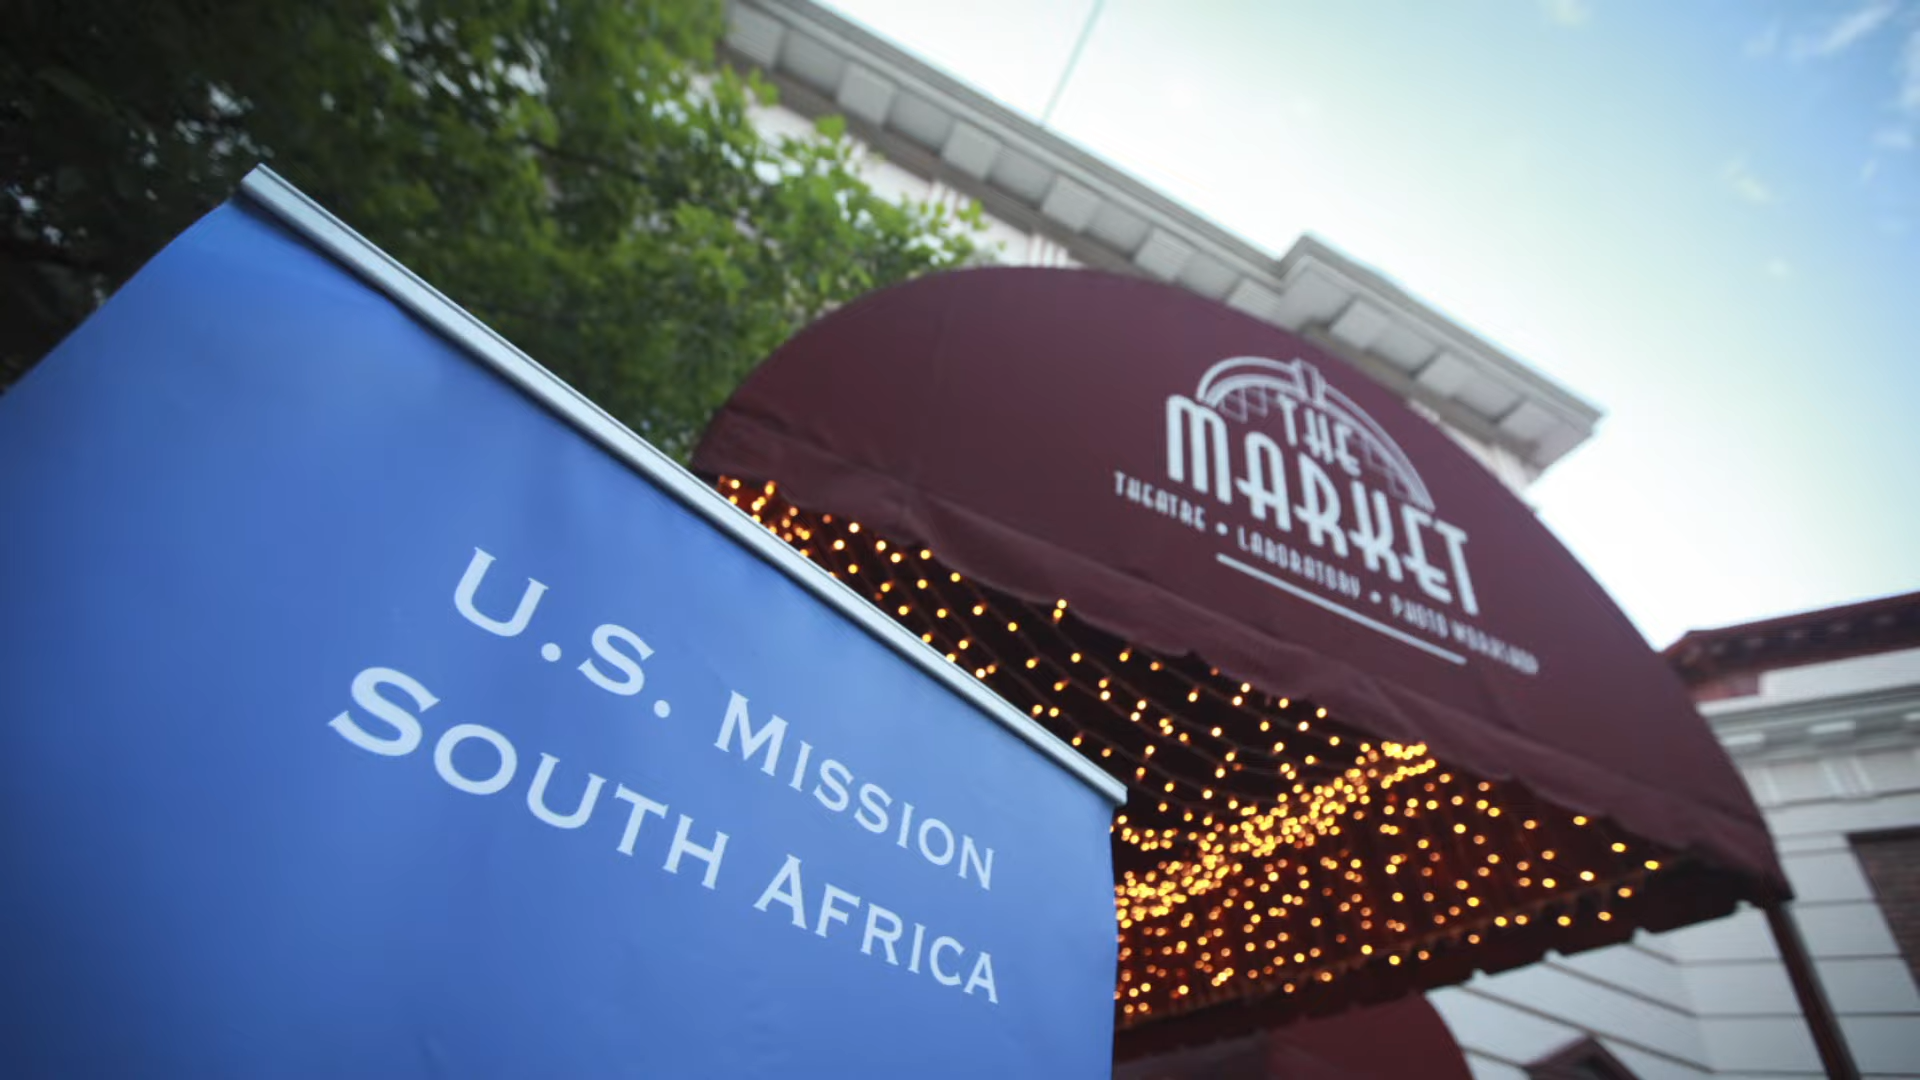 U.S. MISSION
SOUTH AFRICA
THE
MARKET
THEATRE • LABORATORY • PHOTO WORKSHOP